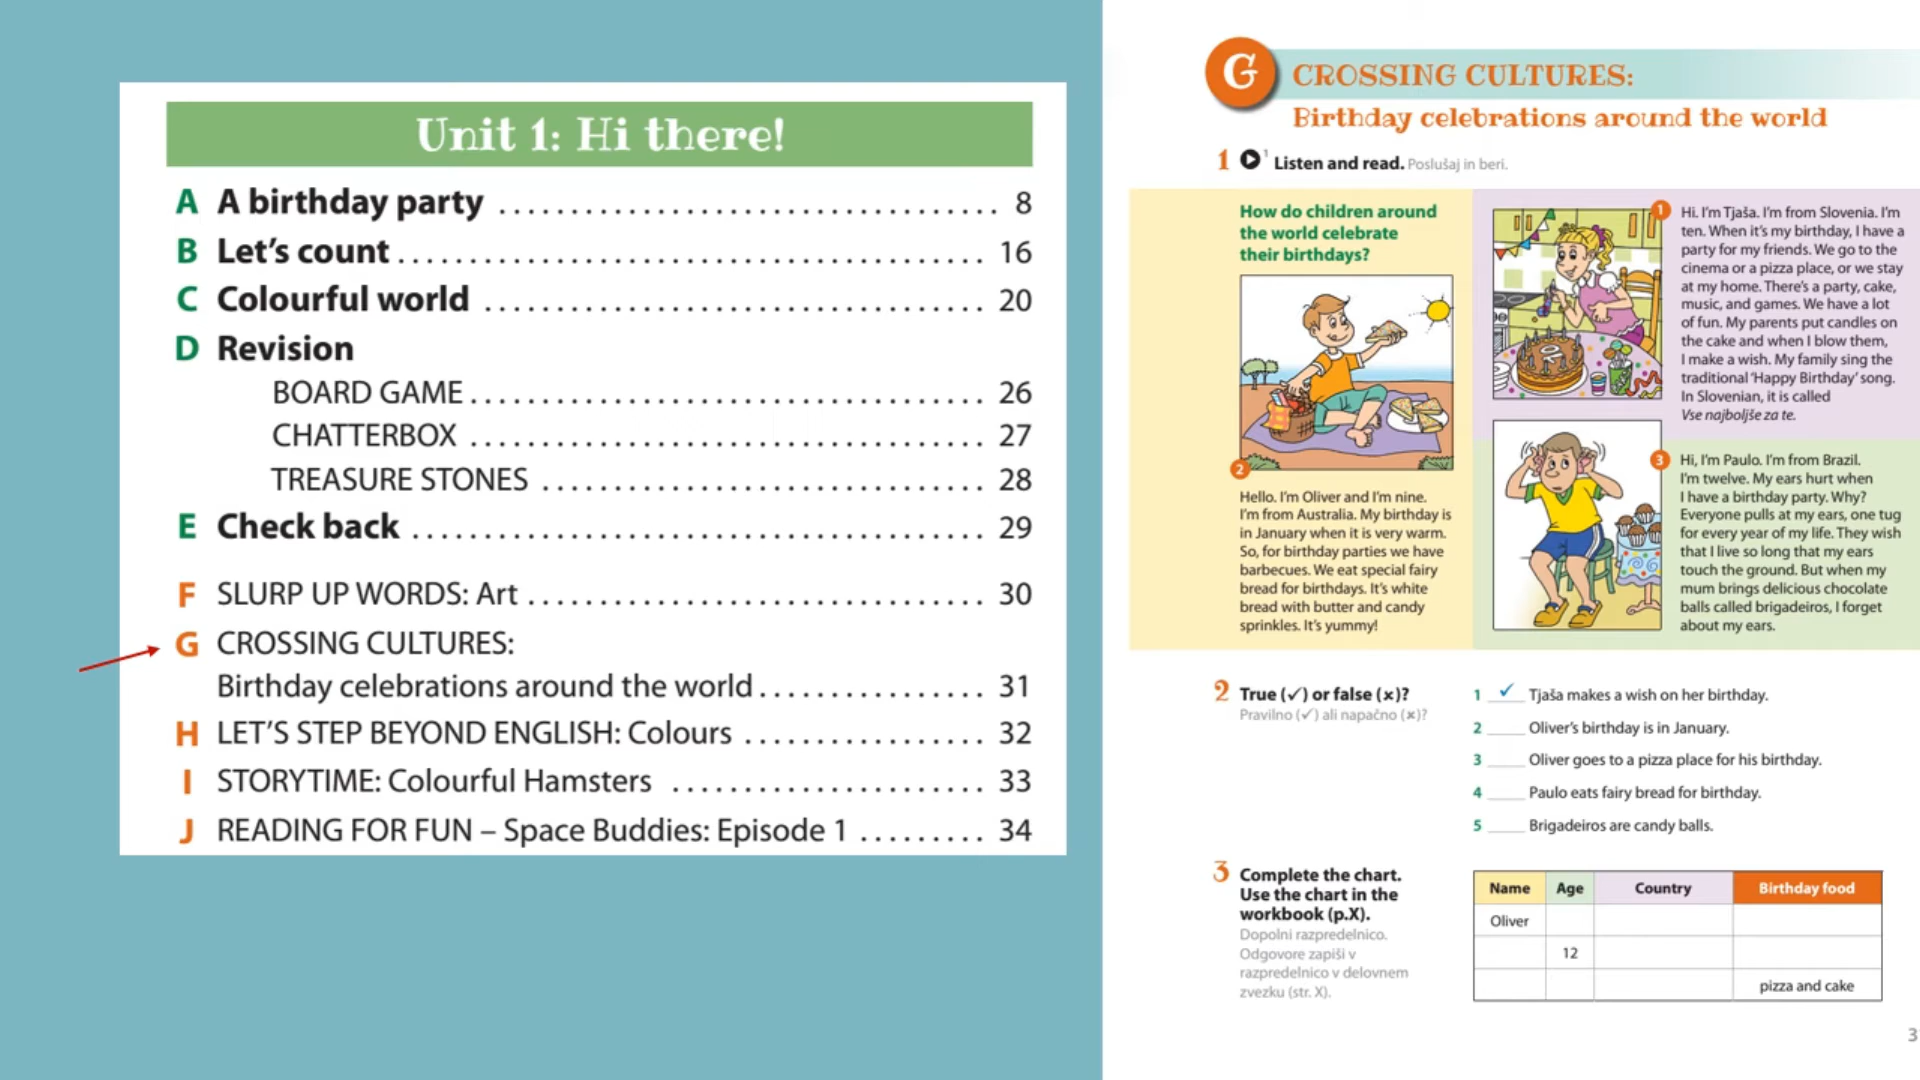 Unit 1: Hi there!
A A birthday party ................................. 8
B Let's count ....................................... 16
C Colourful world .................................. 20
D Revision
BOARD GAME ................................... 26
CHATTERBOX ................................... 27
TREASURE STONES ............................. 28
E Check back ...................................... 29
F SLURP UP WORDS: Art .............................. 30
G CROSSING CULTURES:
Birthday celebrations around the world ............... 31
H LET'S STEP BEYOND ENGLISH: Colours ................ 32
I STORYTIME: Colourful Hamsters ..................... 33
J READING FOR FUN – Space Buddies: Episode 1 ......... 34
G CROSSING CULTURES:
Birthday celebrations around the world
1 1 Listen and read. Poslušaj in beri.
How do children around
the world celebrate
their birthdays?
2
Hello. I'm Oliver and I'm nine.
I'm from Australia. My birthday is
in January when it is very warm.
So, for birthday parties we have
barbecues. We eat special fairy
bread for birthdays. It's white
bread with butter and candy
sprinkles. It's yummy!
1
Hi. I'm Tjaša. I'm from Slovenia. I'm
ten. When it's my birthday, I have a
party for my friends. We go to the
cinema or a pizza place, or we stay
at my home. There's a party, cake,
music, and games. We have a lot
of fun. My parents put candles on
the cake and when I blow them,
I make a wish. My family sing the
traditional 'Happy Birthday' song.
In Slovenian, it is called
Vse najboljše za te.
3
Hi, I'm Paulo. I'm from Brazil.
I'm twelve. My ears hurt when
I have a birthday party. Why?
Everyone pulls at my ears, one tug
for every year of my life. They wish
that I live so long that my ears
touch the ground. But when my
mum brings delicious chocolate
balls called brigadeiros, I forget
about my ears.
2 True (✓) or false (×)?
Pravilno (✓) ali napačno (×)?
1 ✓ Tjaša makes a wish on her birthday.
2 _____ Oliver's birthday is in January.
3 _____ Oliver goes to a pizza place for his birthday.
4 _____ Paulo eats fairy bread for birthday.
5 _____ Brigadeiros are candy balls.
3 Complete the chart.
Use the chart in the
workbook (p.X).
Dopolni razpredelnico.
Odgovore zapiši v
razpredelnico v delovnem
zvezku (str. X).
Name Age Country Birthday food
Oliver
12
pizza and cake
3